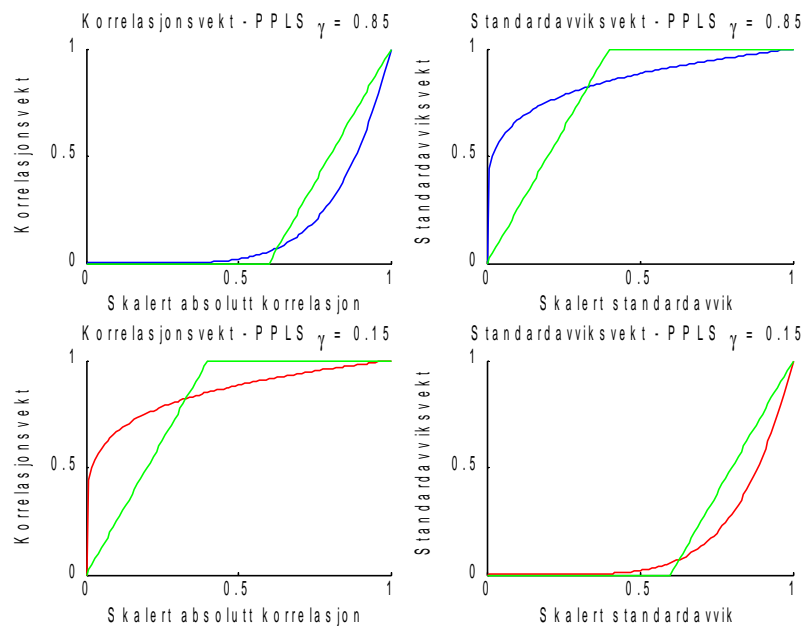 Korrelasjonsvekt - PPLS γ = 0.85
Korrelasjonsvekt
1
0.5
0
0
0.5
1
Skalert absolutt korrelasjon
Standardavviksvekt - PPLS γ = 0.85
Standardavviksvekt
1
0.5
0
0
0.5
1
Skalert standardavvik
Korrelasjonsvekt - PPLS γ = 0.15
Korrelasjonsvekt
1
0.5
0
0
0.5
1
Skalert absolutt korrelasjon
Standardavviksvekt - PPLS γ = 0.15
Standardavviksvekt
1
0.5
0
0
0.5
1
Skalert standardavvik